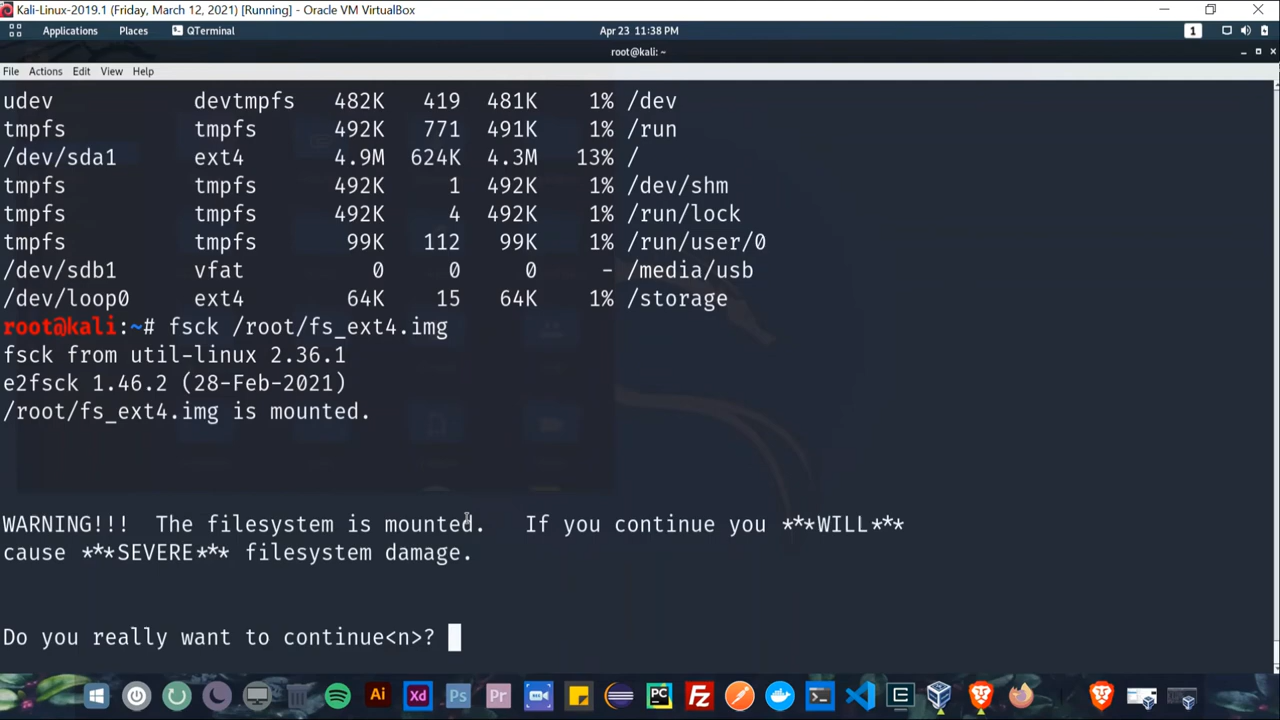 Kali-Linux-2019.1 (Friday, March 12, 2021) [Running] - Oracle VM VirtualBox
Applications Places QTerminal Apr 23 11:38 PM 1
root@kali: ~
File Actions Edit View Help
udev devtmpfs 482K 419 481K 1% /dev
tmpfs tmpfs 492K 771 491K 1% /run
/dev/sda1 ext4 4.9M 624K 4.3M 13% /
tmpfs tmpfs 492K 1 492K 1% /dev/shm
tmpfs tmpfs 492K 4 492K 1% /run/lock
tmpfs tmpfs 99K 112 99K 1% /run/user/0
/dev/sdb1 vfat 0 0 0 - /media/usb
/dev/loop0 ext4 64K 15 64K 1% /storage
root@kali:~# fsck /root/fs_ext4.img
fsck from util-linux 2.36.1
e2fsck 1.46.2 (28-Feb-2021)
/root/fs_ext4.img is mounted.
WARNING!!!  The filesystem is mounted.   If you continue you ***WILL***
cause ***SEVERE*** filesystem damage.
Do you really want to continue<n>?
Ai Xd Ps Pr PC FZ